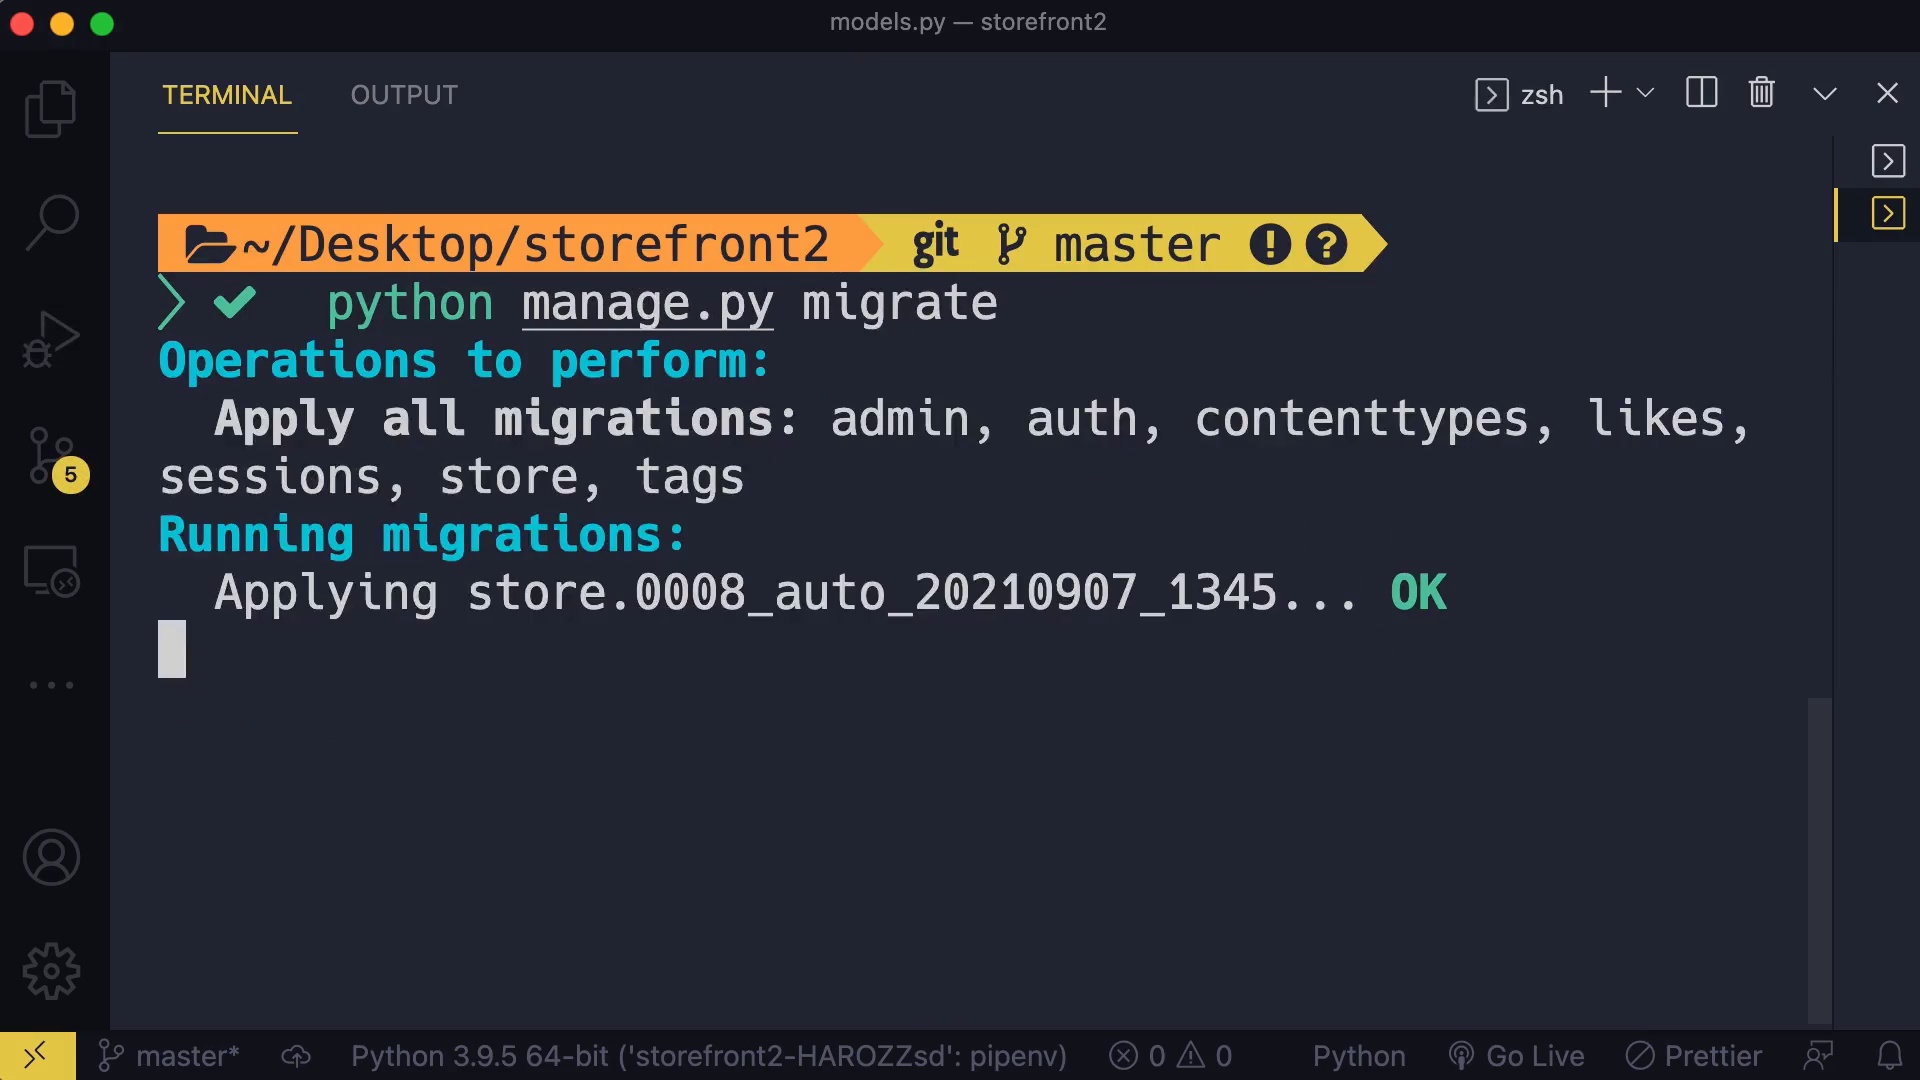 models.py — storefront2
TERMINAL OUTPUT zsh
~/Desktop/storefront2 git master ! ?
python manage.py migrate
Operations to perform:
Apply all migrations: admin, auth, contenttypes, likes,
sessions, store, tags
Running migrations:
Applying store.0008_auto_20210907_1345... OK
5
master* Python 3.9.5 64-bit ('storefront2-HAROZZsd': pipenv) 0 0 Python Go Live Prettier